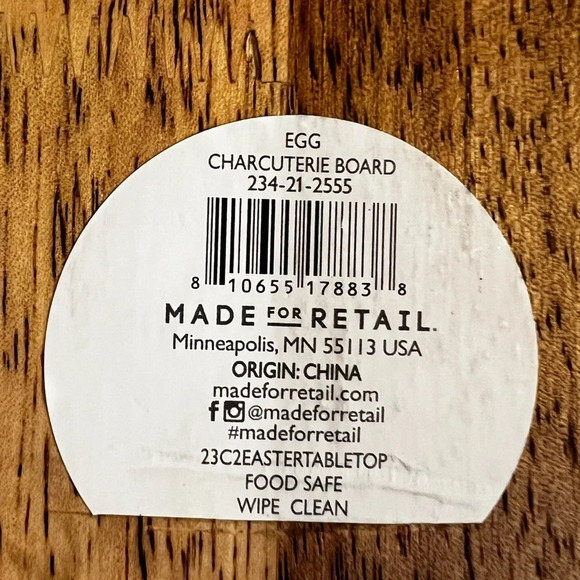 EGG
CHARCUTERIE BOARD
234-21-2555
8 10655 17883 8
MADE FOR RETAIL.
Minneapolis, MN 55113 USA
ORIGIN: CHINA
madeforretail.com
@madeforretail
#madeforretail
23C2EASTERTABLETOP
FOOD SAFE
WIPE CLEAN